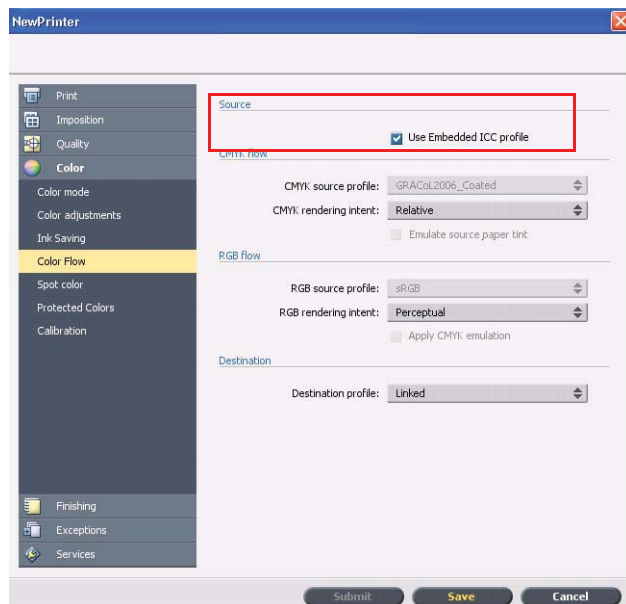 NewPrinter
Print
Imposition
Quality
Color
Color mode
Color adjustments
Ink Saving
Color Flow
Spot color
Protected Colors
Calibration
Finishing
Exceptions
Services
Source
Use Embedded ICC profile
CMYK flow
CMYK source profile: GRACoL2006_Coated
CMYK rendering intent: Relative
Emulate source paper tint
RGB flow
RGB source profile: sRGB
RGB rendering intent: Perceptual
Apply CMYK emulation
Destination
Destination profile: Linked
Submit Save Cancel